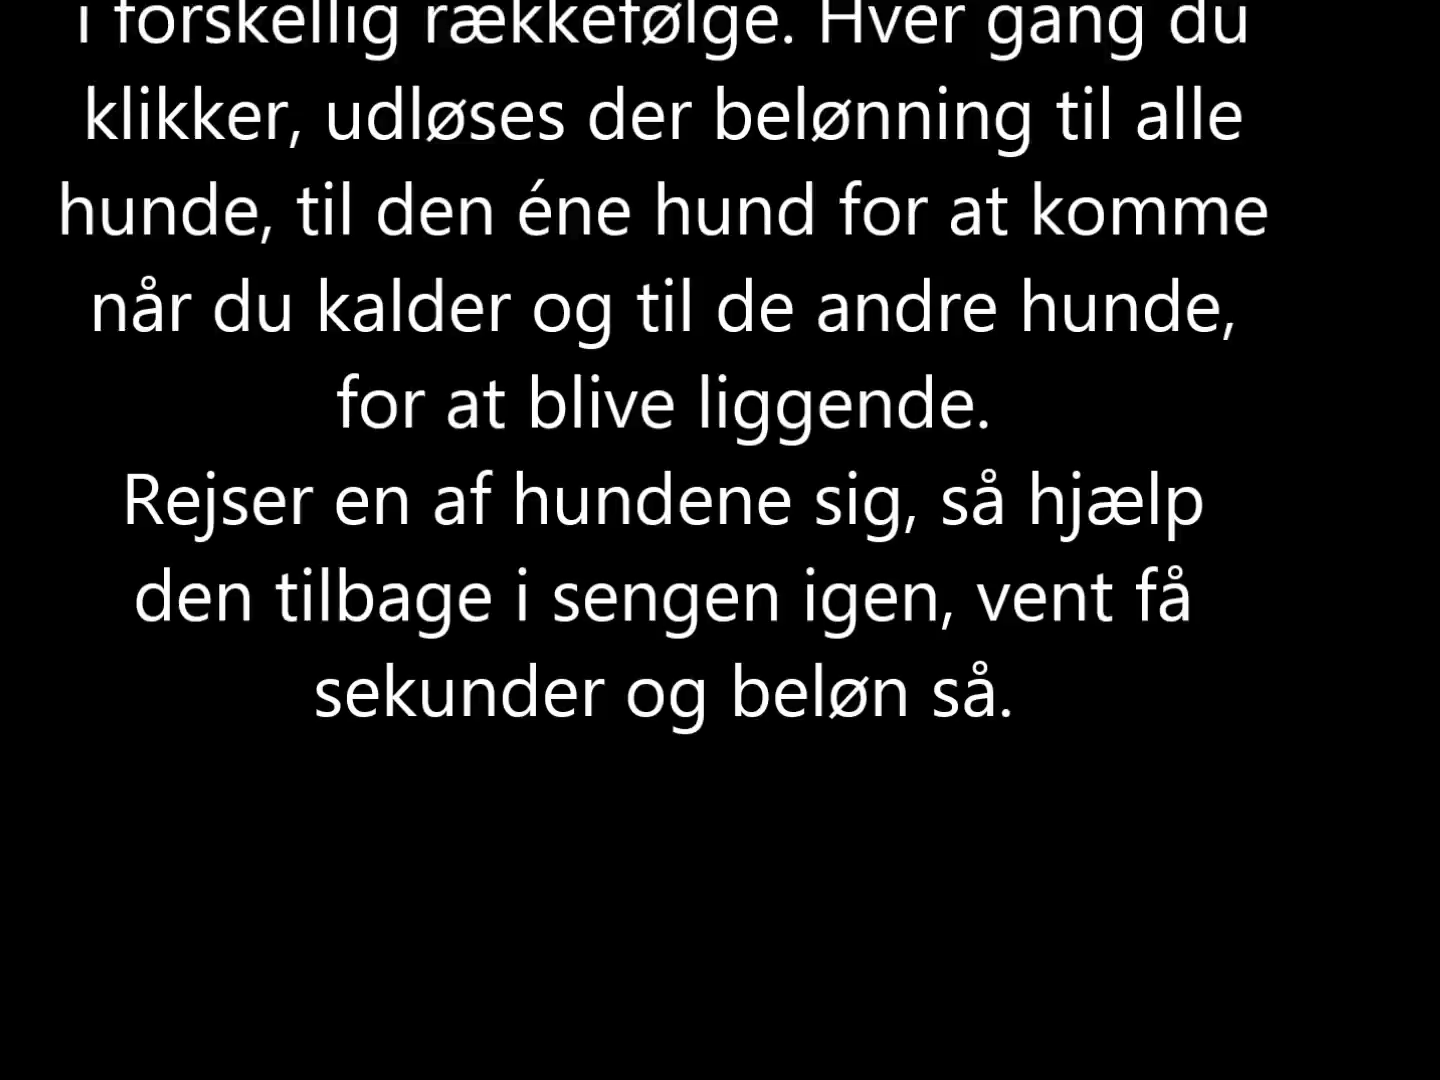 i forskellig rækkefølge. Hver gang du
klikker, udløses der belønning til alle
hunde, til den éne hund for at komme
når du kalder og til de andre hunde,
for at blive liggende.
Rejser en af hundene sig, så hjælp
den tilbage i sengen igen, vent få
sekunder og beløn så.